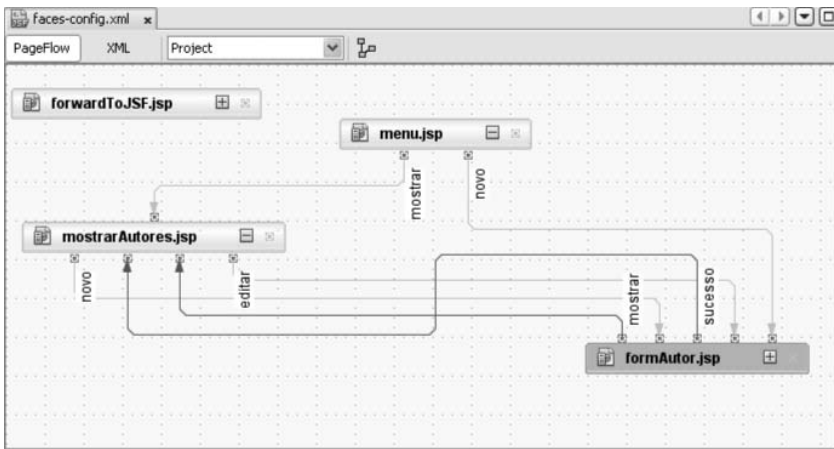 faces-config.xml
PageFlow XML Project
forwardToJSF.jsp
menu.jsp
mostrar
novo
mostrarAutores.jsp
novo
editar
mostrar
sucesso
formAutor.jsp